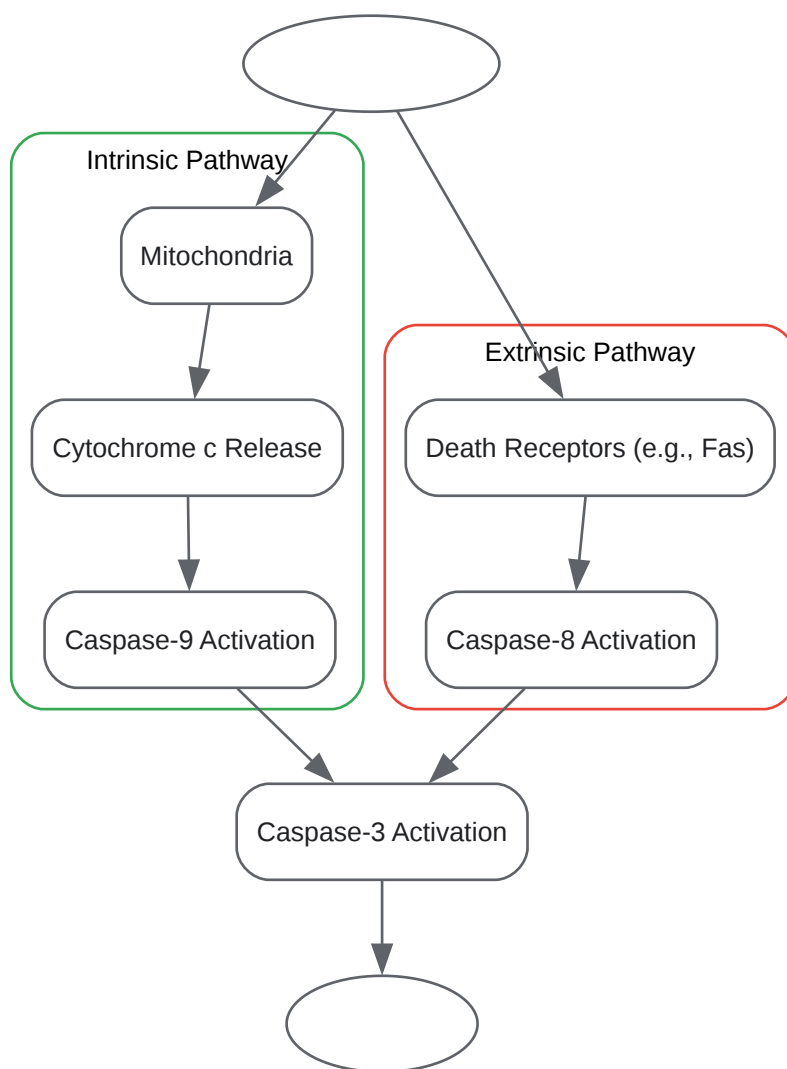 Intrinsic Pathway
Mitochondria
Extrinsic Pathway
Cytochrome c Release
Death Receptors (e.g., Fas)
Caspase-9 Activation
Caspase-8 Activation
Caspase-3 Activation